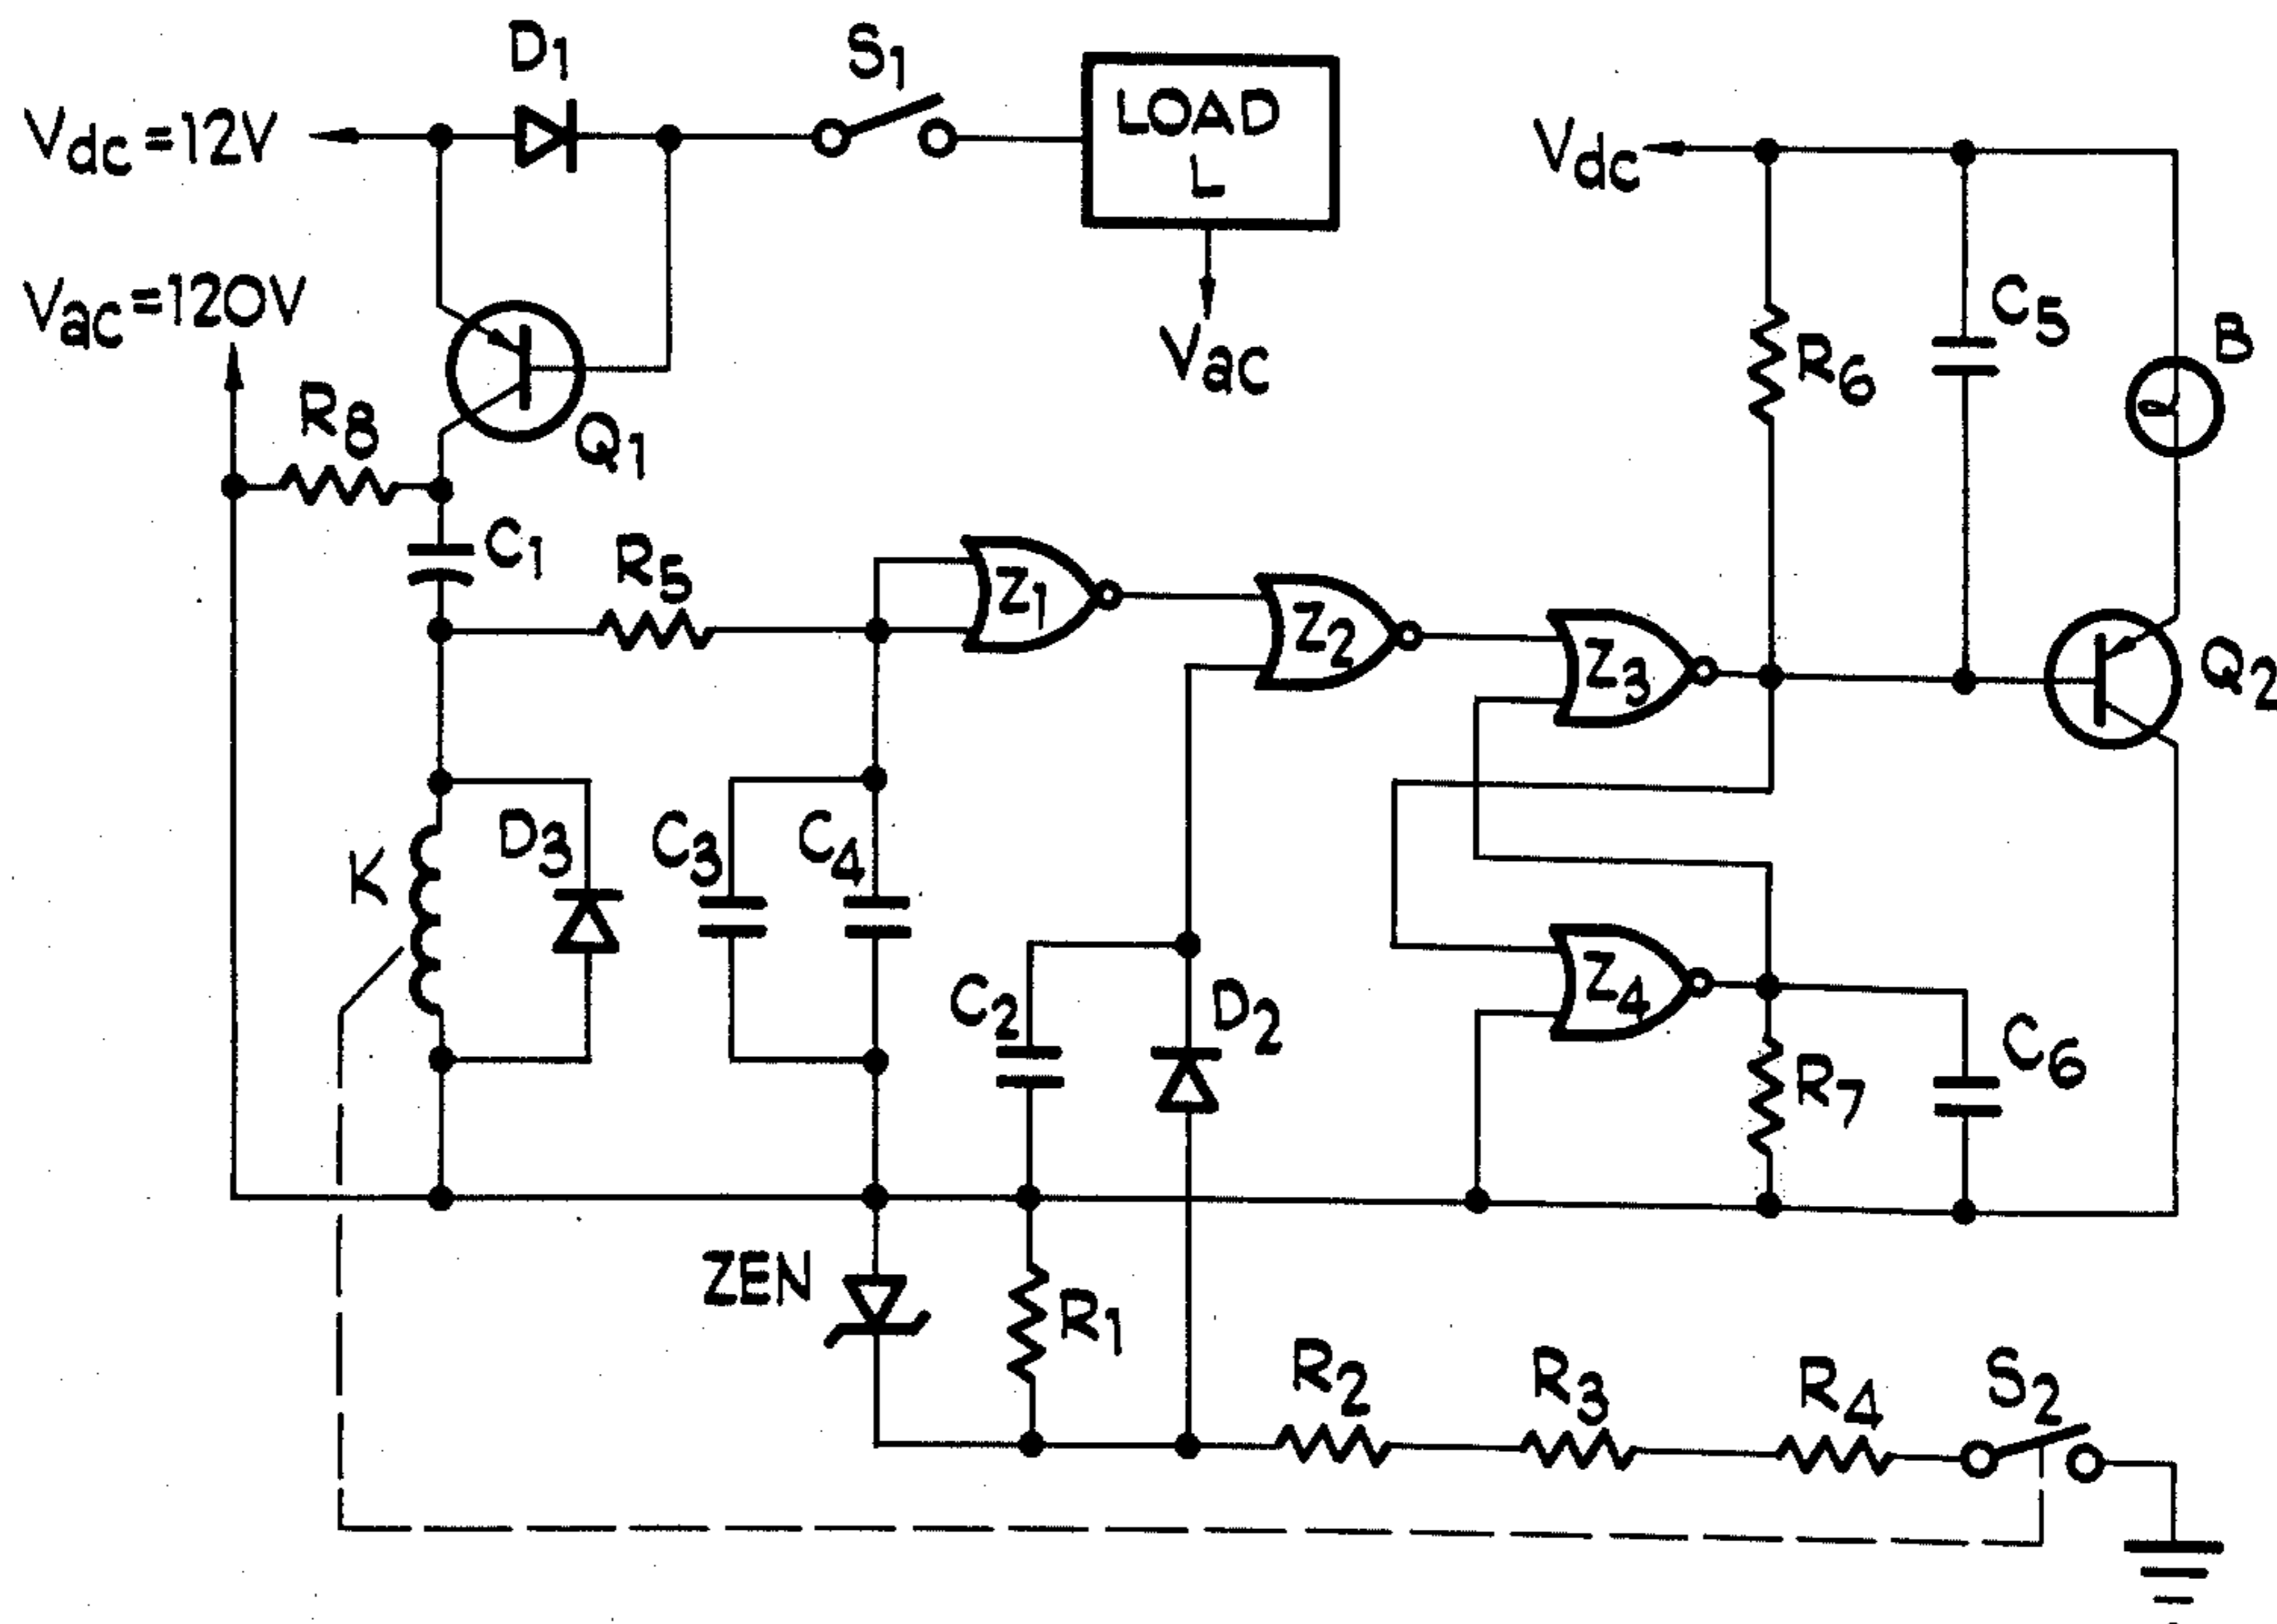 D1
S1
LOAD
L
Vdc=12V
Vdc
Vac=120V
Vac
R8
Q1
R6
C5
B
C1
R5
Z1
Z2
Z3
Q2
K
D3
C3
C4
C2
D2
Z4
R7
C6
ZEN
R1
R2
R3
R4
S2